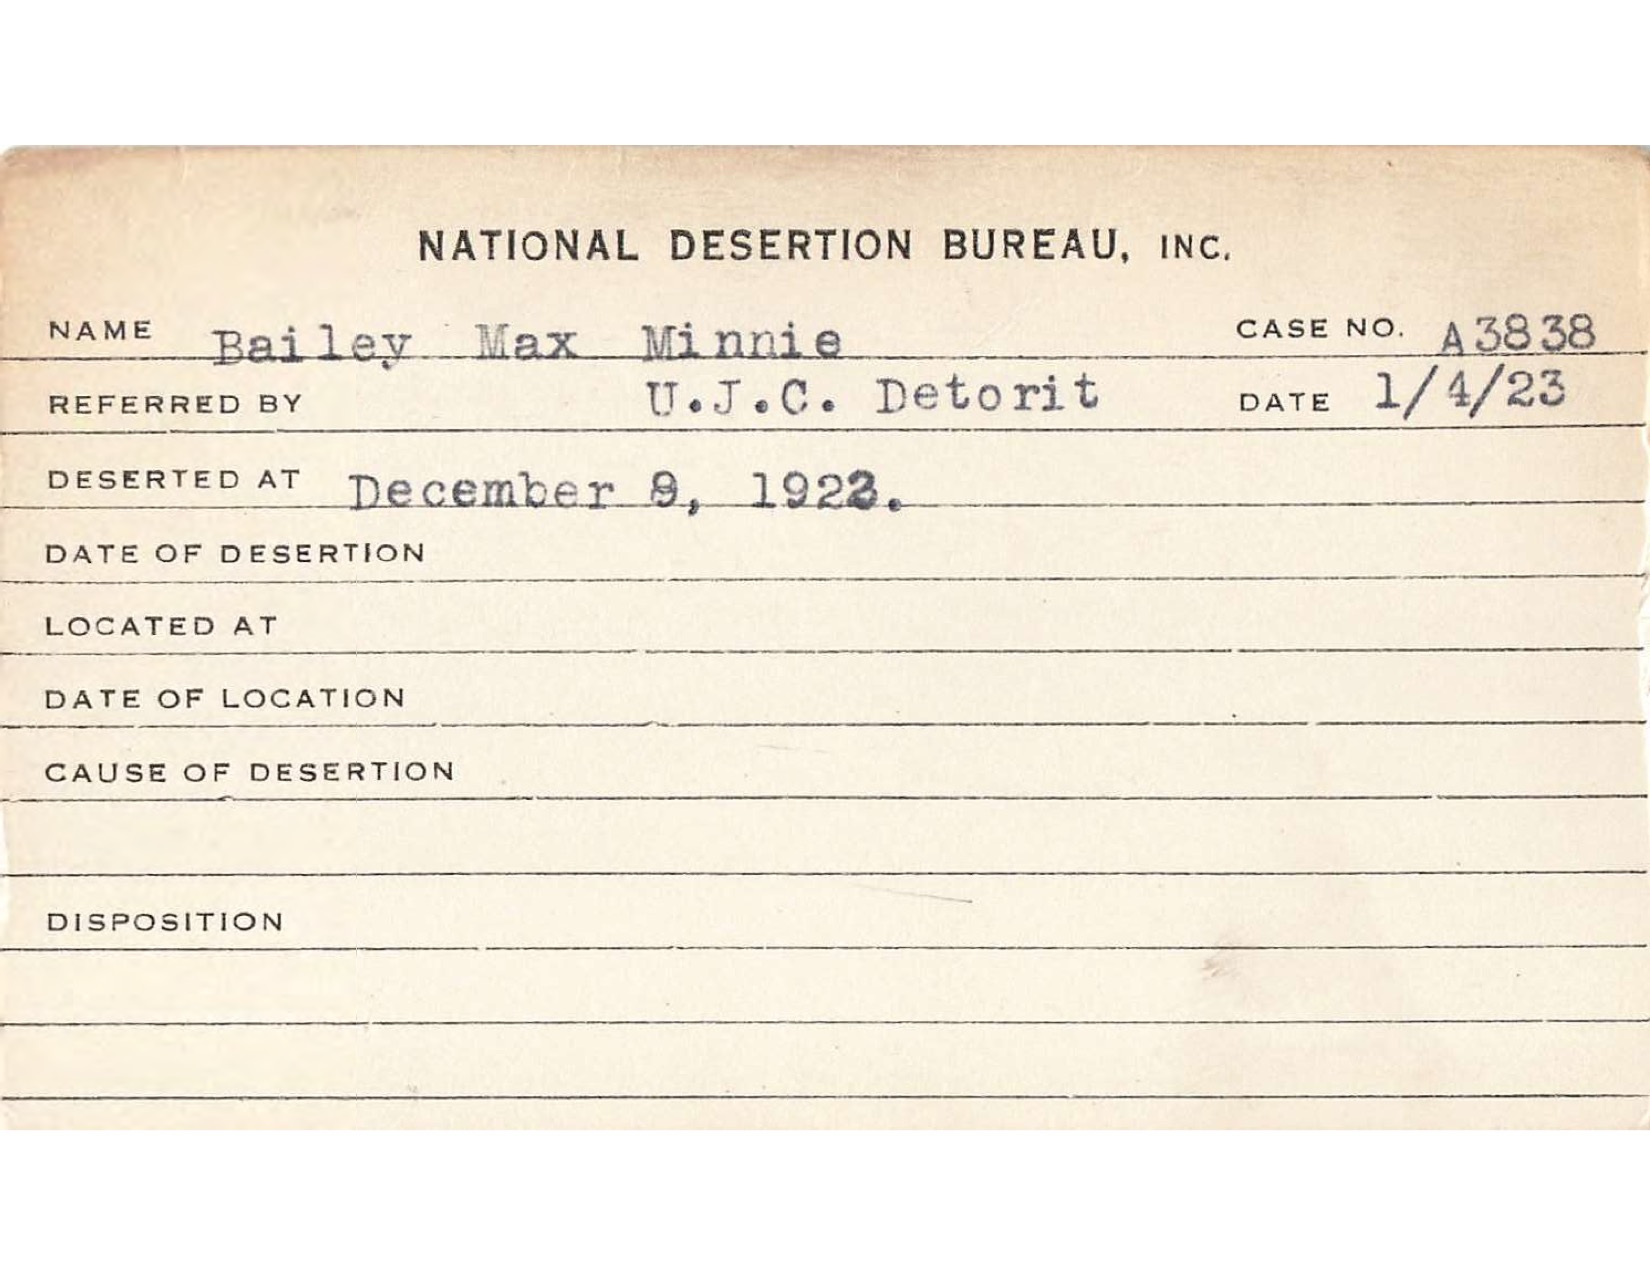 NATIONAL DESERTION BUREAU, INC.
NAME Bailey Max Minnie CASE NO. A3838
REFERRED BY U.J.C. Detorit DATE 1/4/23
DESERTED AT December 9, 1922.
DATE OF DESERTION
LOCATED AT
DATE OF LOCATION
CAUSE OF DESERTION
DISPOSITION